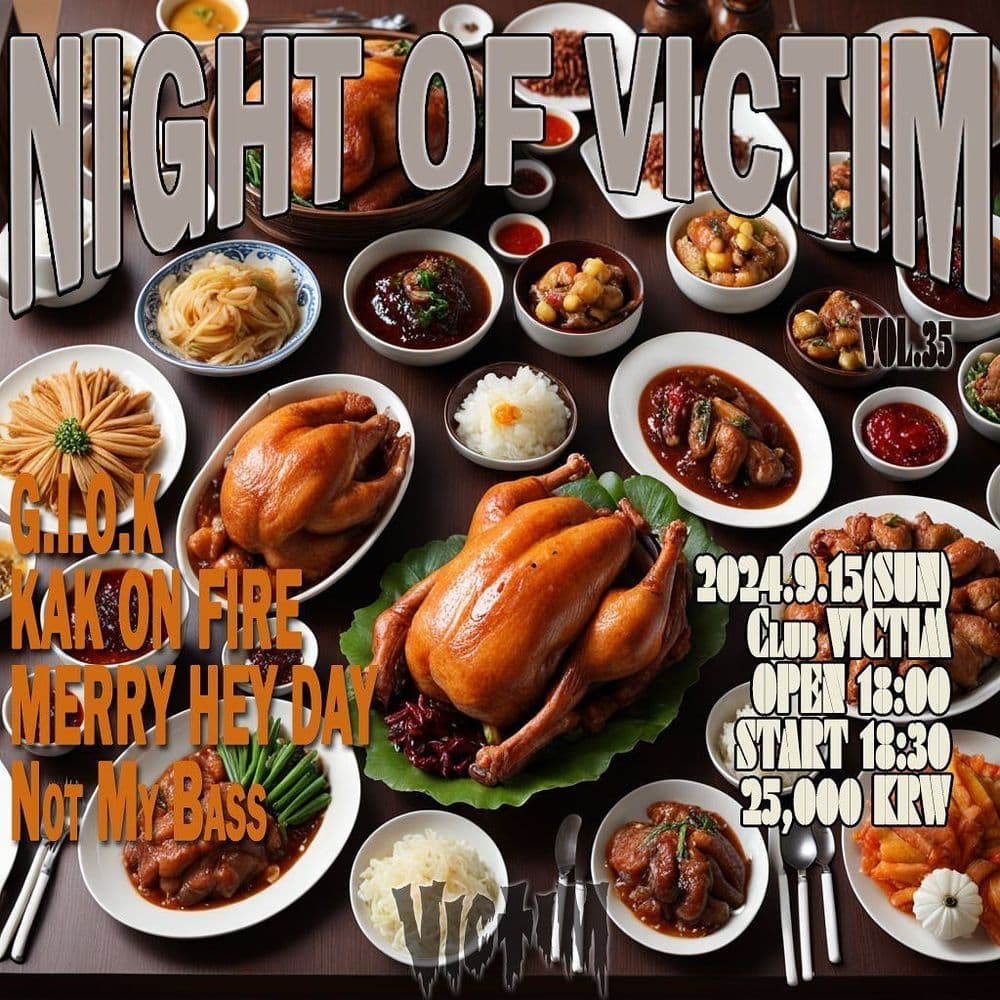 NIGHT OF VICTIM
VOL.35
G.I.O.K
KAK ON FIRE
MERRY HEY DAY
Not My Bass
2024.9.15(SUN)
Club VICTIM
OPEN 18:00
START 18:30
25,000 KRW
Victim